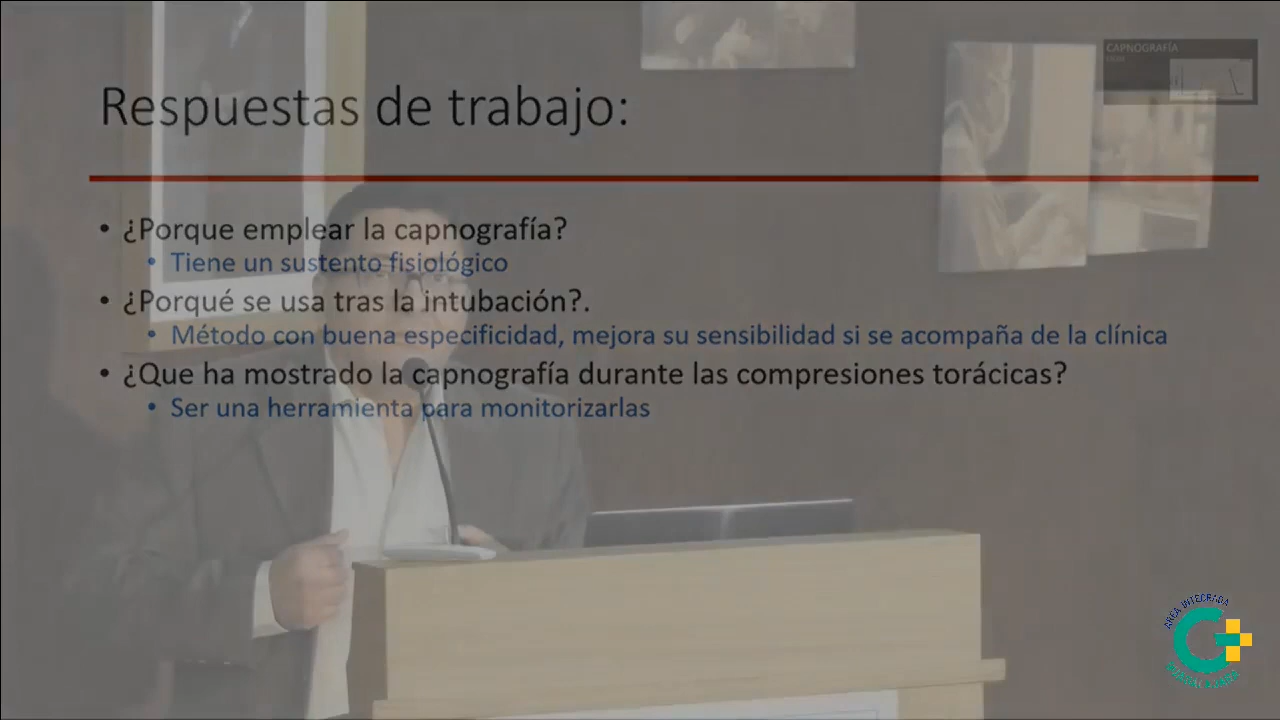 CAPNOGRAFÍA
Respuestas de trabajo:
• ¿Porque emplear la capnografía?
• Tiene un sustento fisiológico
• ¿Porqué se usa tras la intubación?.
• Método con buena especificidad, mejora su sensibilidad si se acompaña de la clínica
• ¿Que ha mostrado la capnografía durante las compresiones torácicas?
• Ser una herramienta para monitorizarlas
ÁREA INTEGRADA